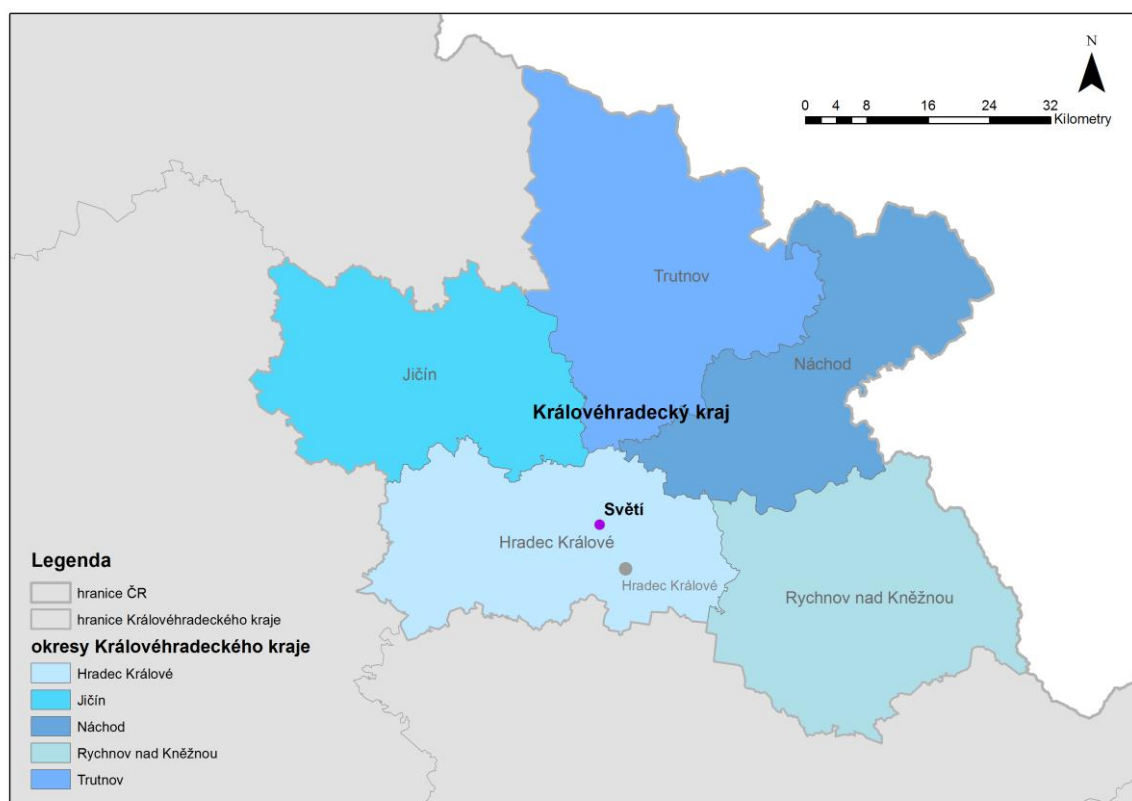 N
0 4 8 16 24 32
Kilometry
Trutnov
Náchod
Jičín
Královéhradecký kraj
Světí
Hradec Králové
Hradec Králové
Rychnov nad Kněžnou
Legenda
hranice ČR
hranice Královéhradeckého kraje
okresy Královéhradeckého kraje
Hradec Králové
Jičín
Náchod
Rychnov nad Kněžnou
Trutnov